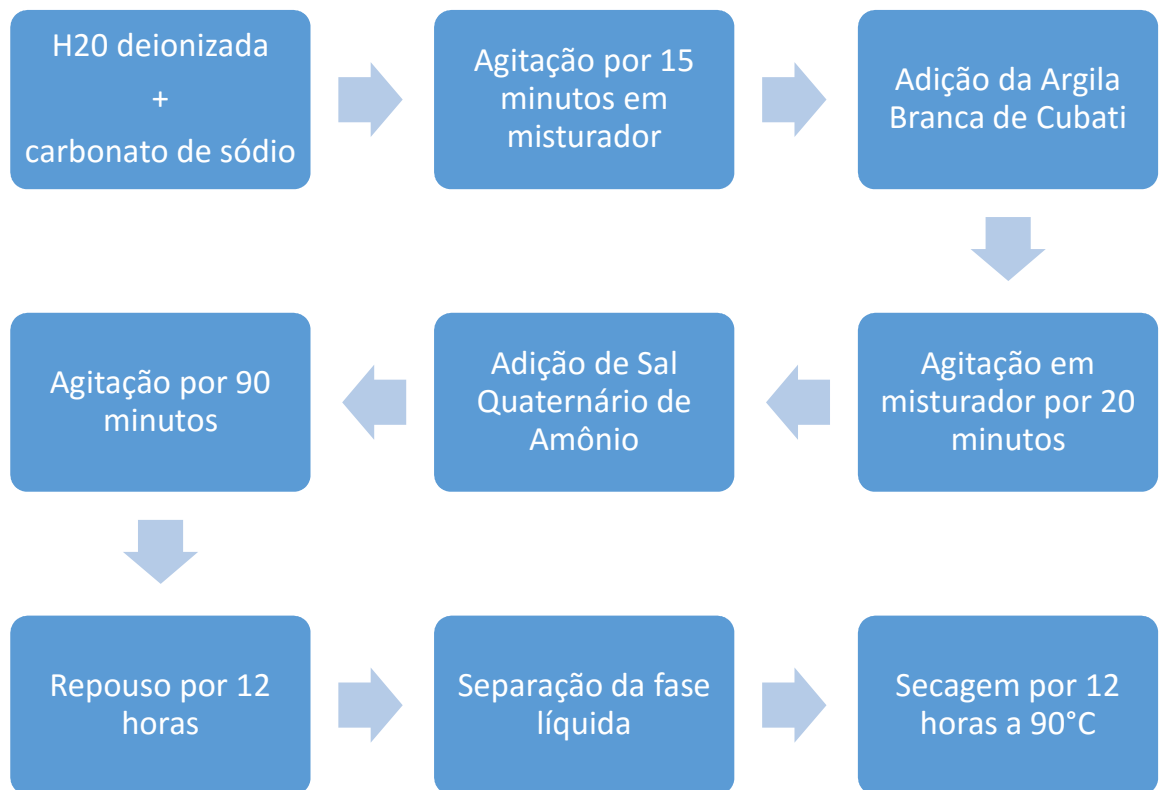 H20 deionizada
+
carbonato de sódio
Agitação por 15
minutos em
misturador
Adição da Argila
Branca de Cubati
Agitação em
misturador por 20
minutos
Adição de Sal
Quaternário de
Amônio
Agitação por 90
minutos
Repouso por 12
horas
Separação da fase
líquida
Secagem por 12
horas a 90°C